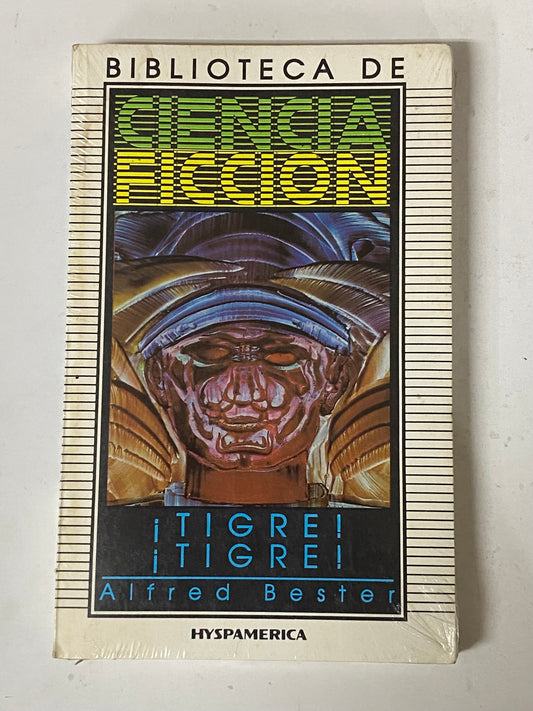 BIBLIOTECA DE
CIENCIA
FICCION
¡TIGRE!
¡TIGRE!
Alfred Bester
HYSPAMERICA